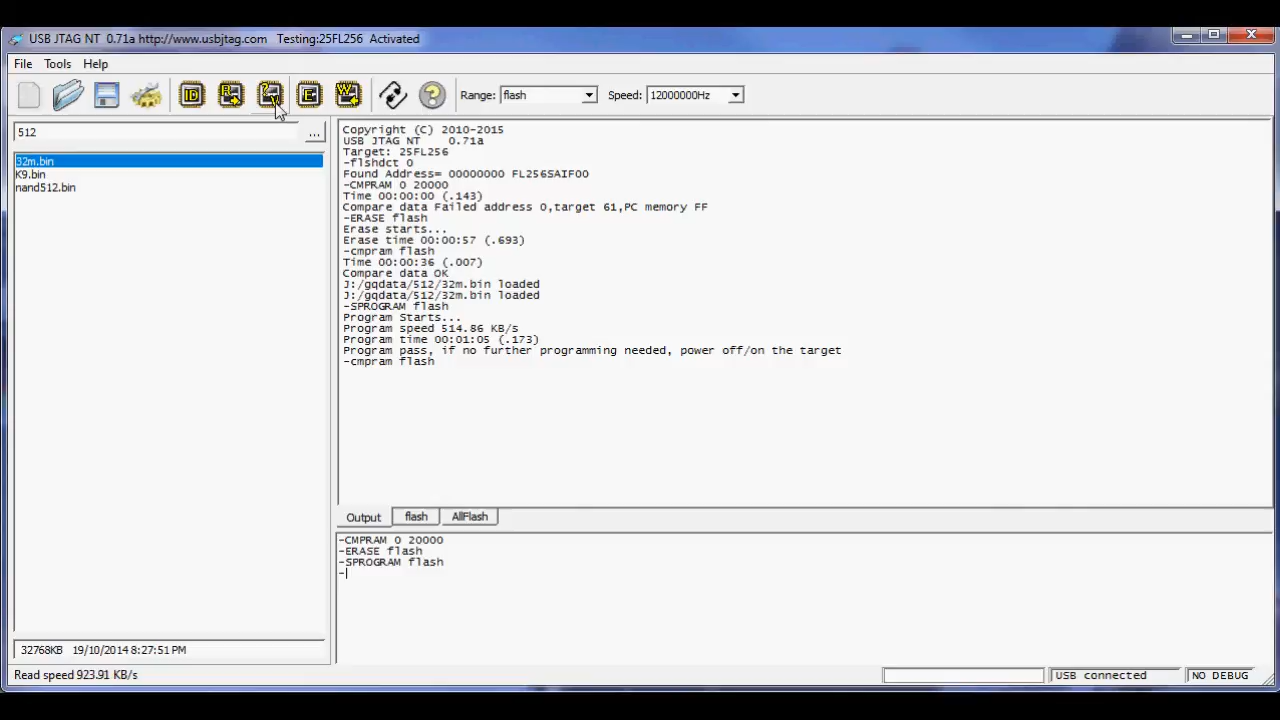 USB JTAG NT 0.71a http://www.usbjtag.com Testing:25FL256 Activated
File Tools Help
ID R ? V E W Range: flash Speed: 12000000Hz
512 ...
32m.bin
K9.bin
nand512.bin
32768KB 19/10/2014 8:27:51 PM
Copyright (C) 2010-2015
USB JTAG NT 0.71a
Target: 25FL256
-flshdct 0
Found Address= 00000000 FL256SAIF00
-CMPRAM 0 20000
Time 00:00:00 (.143)
Compare data Failed address 0,target 61,PC memory FF
-ERASE flash
Erase starts...
Erase time 00:00:57 (.693)
-cmpram flash
Time 00:00:36 (.007)
Compare data OK
J:/gqdata/512/32m.bin loaded
J:/gqdata/512/32m.bin loaded
-SPROGRAM flash
Program Starts...
Program speed 514.86 KB/s
Program time 00:01:05 (.173)
Program pass, if no further programming needed, power off/on the target
-cmpram flash
Output flash AllFlash
-CMPRAM 0 20000
-ERASE flash
-SPROGRAM flash
-
Read speed 923.91 KB/s USB connected NO DEBUG